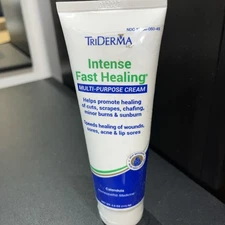 TRIDERMA
Intense
Fast Healing
MULTI-PURPOSE CREAM
Helps promote healing
of cuts, scrapes, chafing,
minor burns & sunburn
Speeds healing of wounds,
sores, acne & lip sores
Calendula